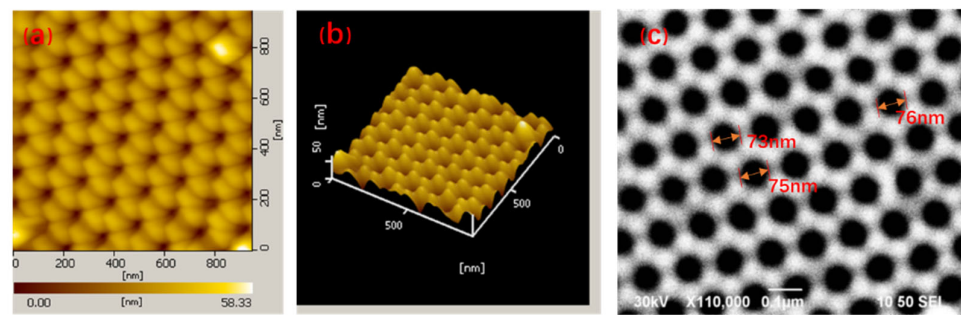 (a)
800
600
400
200
0
[nm]
0 200 400 600 800
[nm]
0.00 [nm] 58.33
(b)
[nm]
50
0
500
500
0
[nm]
(c)
76nm
73nm
75nm
30kV X110,000 0.1µm 10 50 SEI